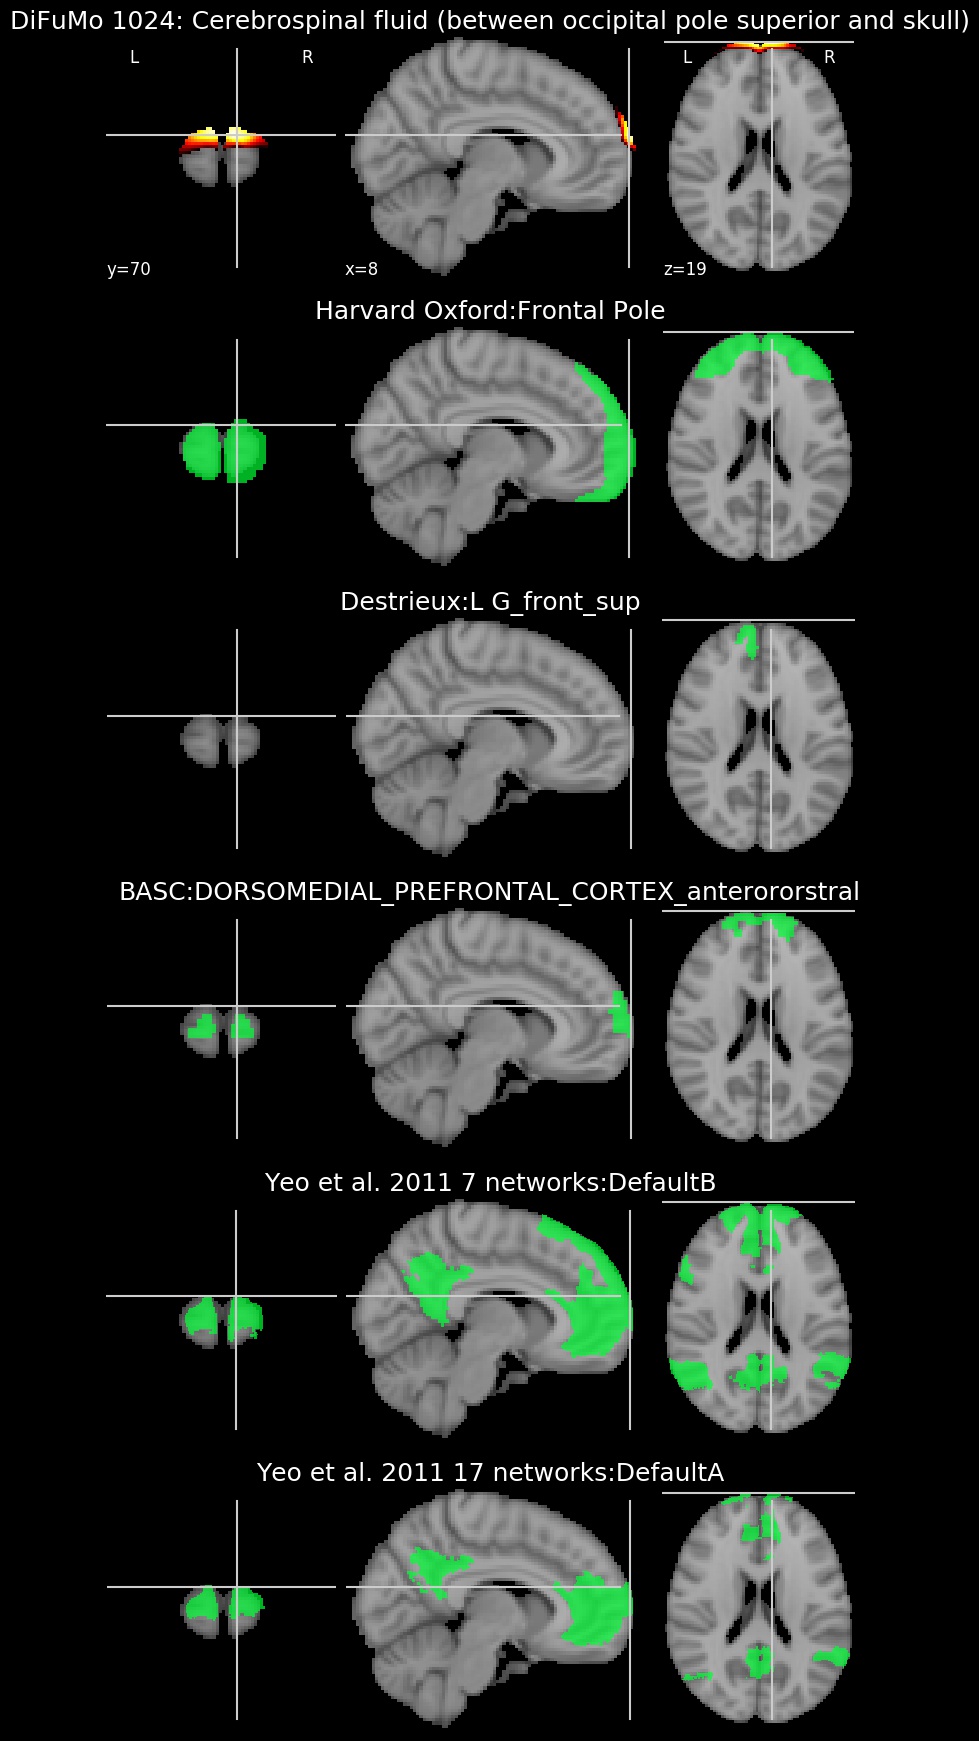 DiFuMo 1024: Cerebrospinal fluid (between occipital pole superior and skull)
L R L R
y=70 x=8 z=19
Harvard Oxford:Frontal Pole
Destrieux:L G_front_sup
BASC:DORSOMEDIAL_PREFRONTAL_CORTEX_anterororstral
Yeo et al. 2011 7 networks:DefaultB
Yeo et al. 2011 17 networks:DefaultA